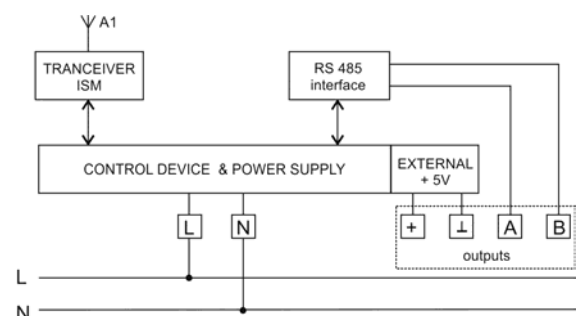 A1
TRANCEIVER
ISM
RS 485
interface
CONTROL DEVICE & POWER SUPPLY
EXTERNAL
+ 5V
L
N
+
⊥
A
B
outputs
L
N